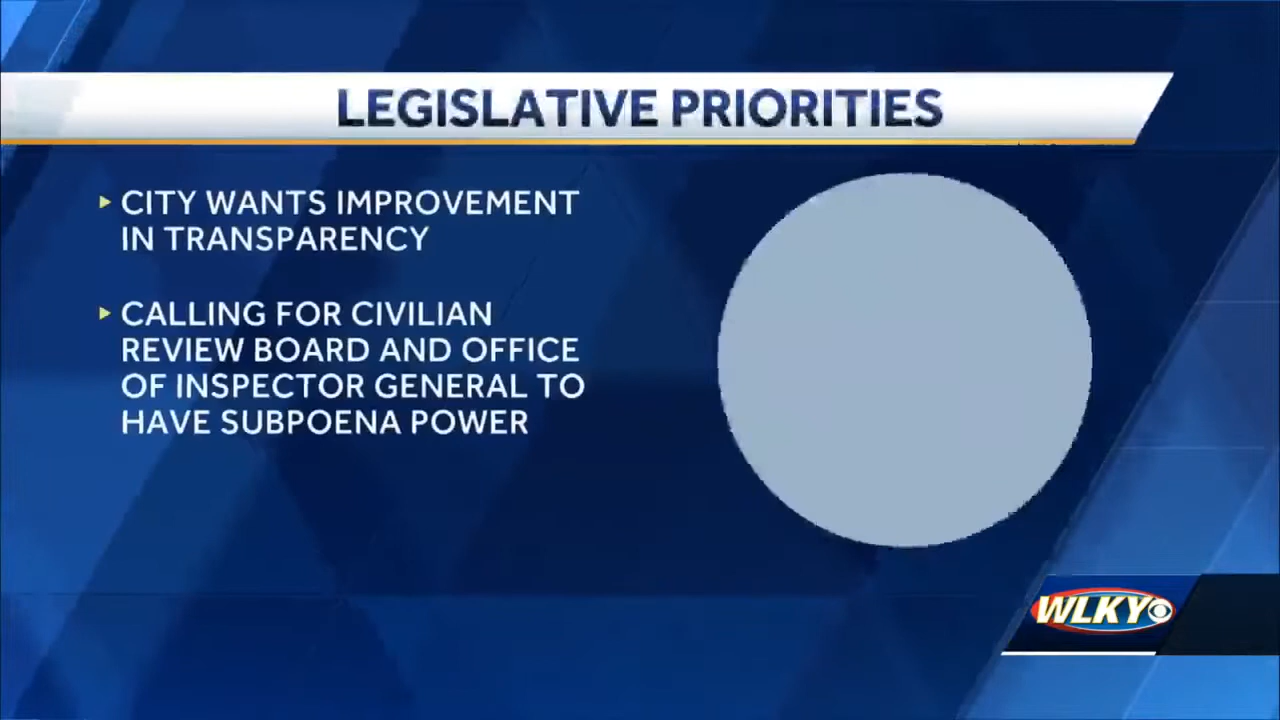 LEGISLATIVE PRIORITIES
CITY WANTS IMPROVEMENT
IN TRANSPARENCY
CALLING FOR CIVILIAN
REVIEW BOARD AND OFFICE
OF INSPECTOR GENERAL TO
HAVE SUBPOENA POWER
WLKY